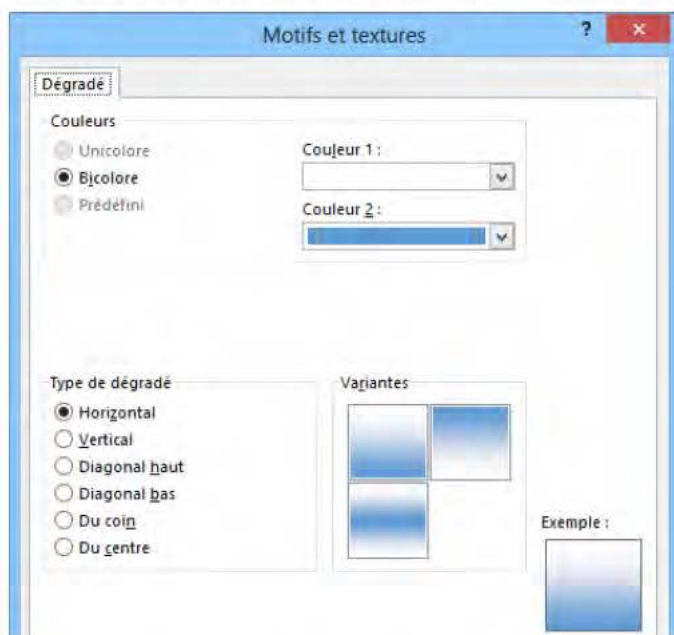 Motifs et textures
?
Dégradé
Couleurs
Unicolore
Bicolore
Prédéfini
Couleur 1 :
Couleur 2 :
Type de dégradé
Horizontal
Vertical
Diagonal haut
Diagonal bas
Du coin
Du centre
Variantes
Exemple :